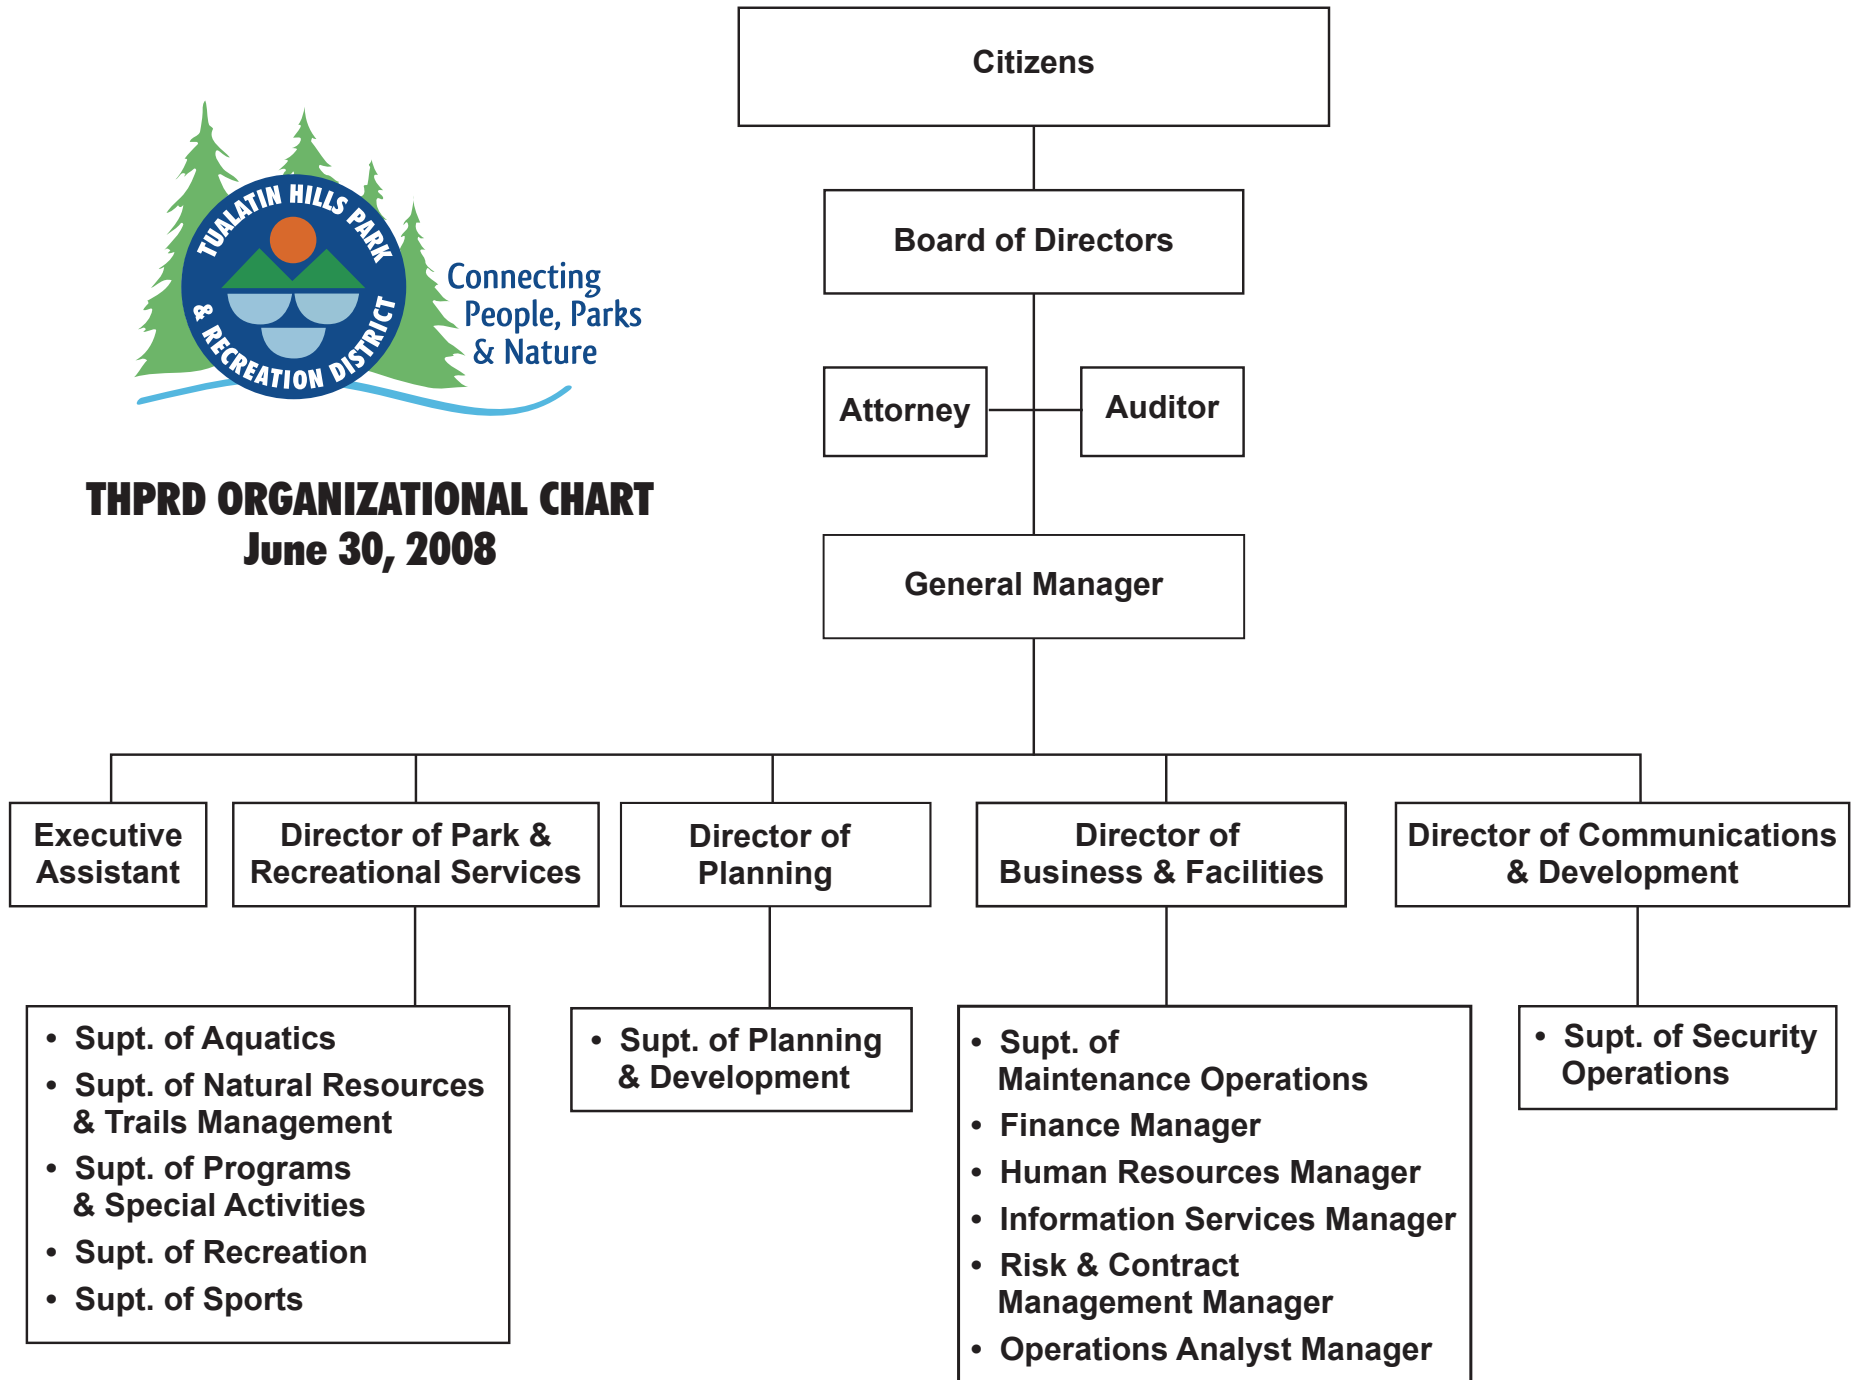 Citizens
TUALATIN HILLS PARK
& RECREATION DISTRICT
Connecting
People, Parks
& Nature
Board of Directors
Attorney
Auditor
THPRD ORGANIZATIONAL CHART
June 30, 2008
General Manager
Executive
Assistant
Director of Park &
Recreational Services
Director of
Planning
Director of
Business & Facilities
Director of Communications
& Development
• Supt. of Aquatics
• Supt. of Natural Resources
& Trails Management
• Supt. of Programs
& Special Activities
• Supt. of Recreation
• Supt. of Sports
• Supt. of Planning
& Development
• Supt. of
Maintenance Operations
• Finance Manager
• Human Resources Manager
• Information Services Manager
• Risk & Contract
Management Manager
• Operations Analyst Manager
• Supt. of Security
Operations